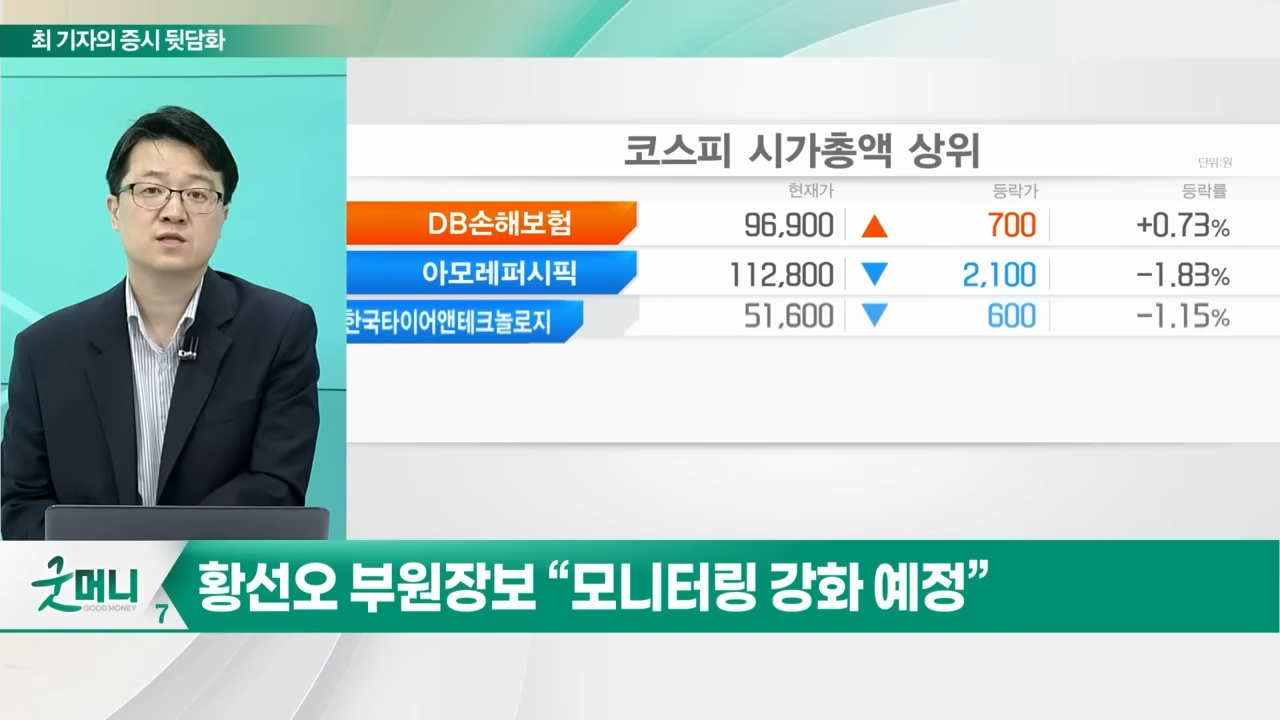 최 기자의 증시 뒷담화
코스피 시가총액 상위
단위:원
현재가 등락가 등락률
DB손해보험 96,900 ▲ 700 +0.73%
아모레퍼시픽 112,800 ▼ 2,100 -1.83%
한국타이어앤테크놀로지 51,600 ▼ 600 -1.15%
굿머니 GOOD MONEY 7
황선오 부원장보 “모니터링 강화 예정”